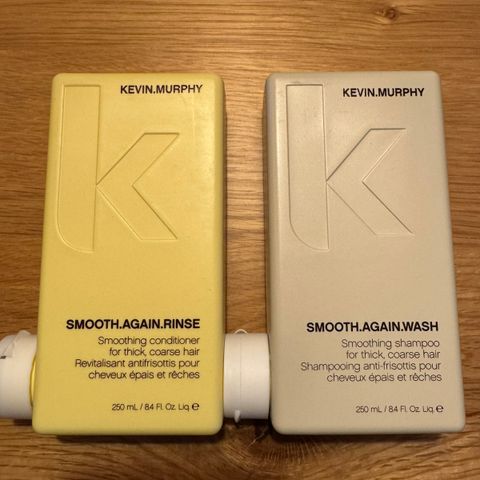 KEVIN.MURPHY
SMOOTH.AGAIN.RINSE
Smoothing conditioner
for thick, coarse hair
Revitalisant antifrisottis pour
cheveux épais et rêches
250 mL / 8.4 Fl. Oz. Liq. e
KEVIN.MURPHY
SMOOTH.AGAIN.WASH
Smoothing shampoo
for thick, coarse hair
Shampooing anti-frisottis pour
cheveux épais et rêches
250 mL / 8.4 Fl. Oz. Liq. e